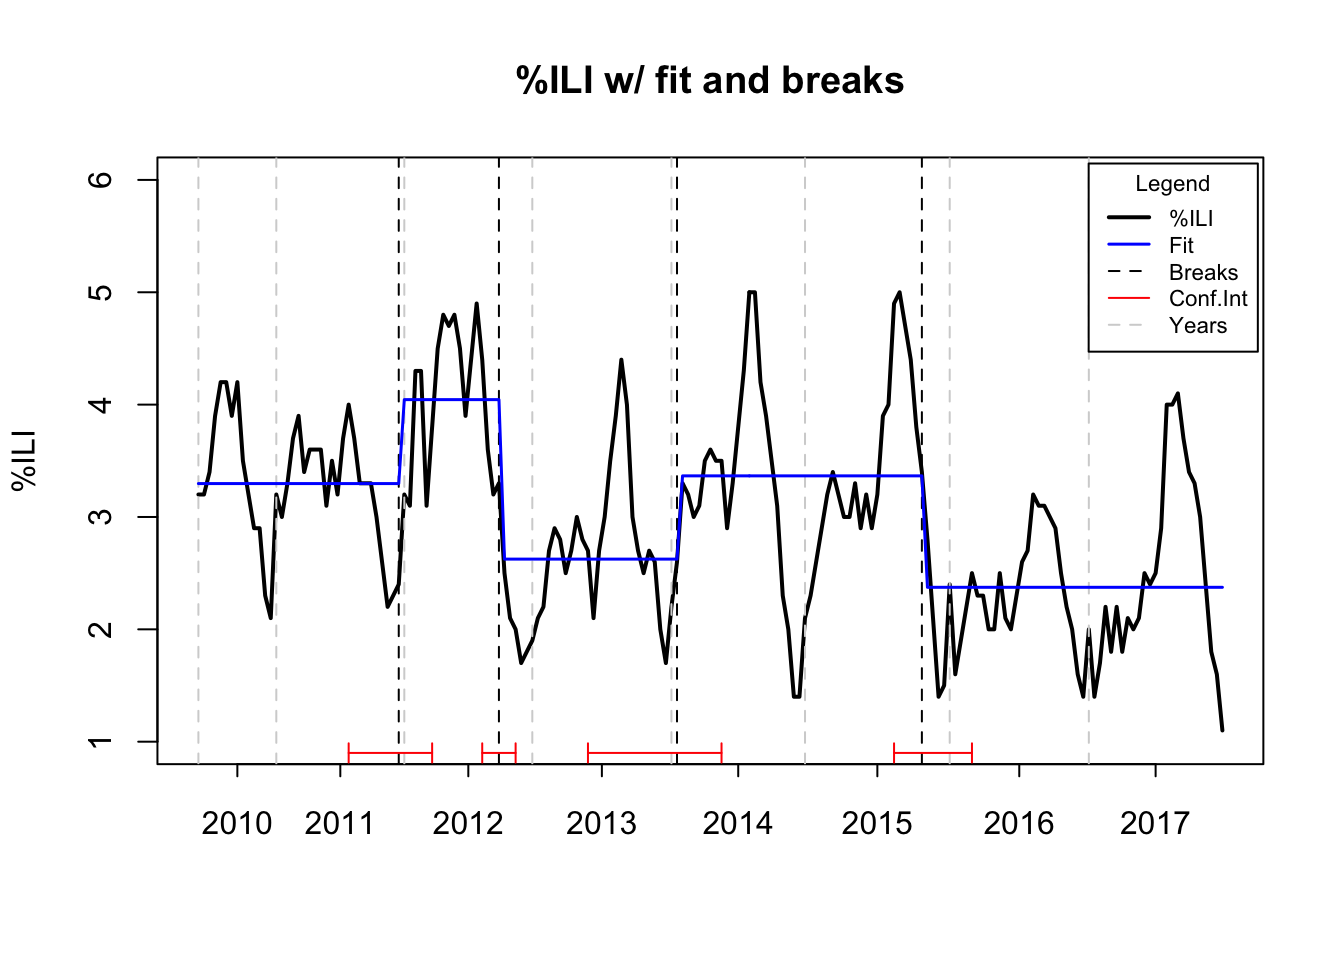 %ILI w/ fit and breaks
%ILI
6
5
4
3
2
1
Legend
%ILI
Fit
Breaks
Conf.Int
Years
2010 2011 2012 2013 2014 2015 2016 2017